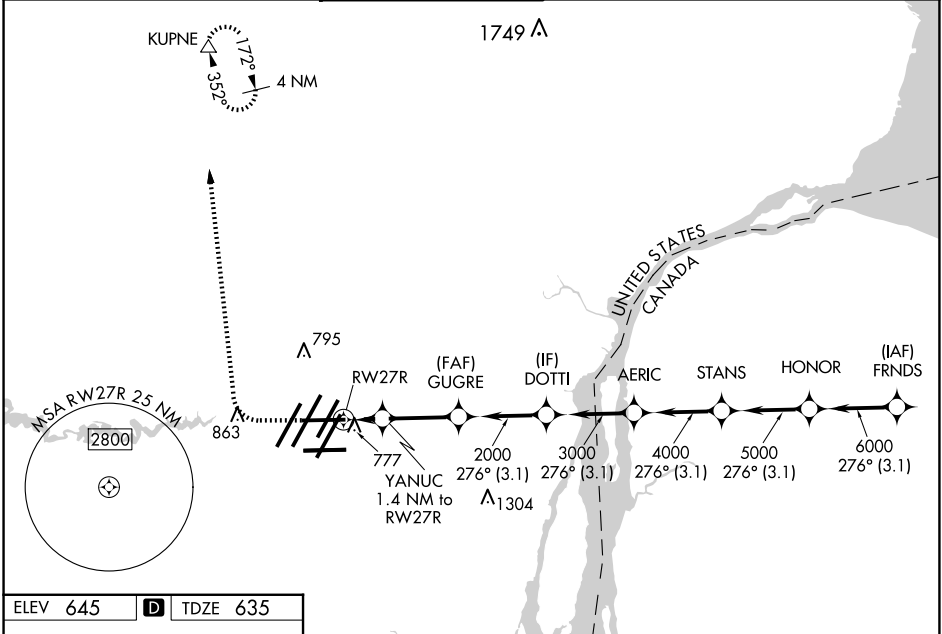 1749
KUPNE
172°
352°
4 NM
UNITED STATES
CANADA
795
RW27R
(FAF)
GUGRE
(IF)
DOTTI
AERIC
STANS
HONOR
(IAF)
FRNDS
MSA RW27R 25 NM
2800
863
777
YANUC
1.4 NM to
RW27R
2000
276° (3.1)
3000
276° (3.1)
4000
276° (3.1)
5000
276° (3.1)
6000
276° (3.1)
1304
ELEV 645 D TDZE 635